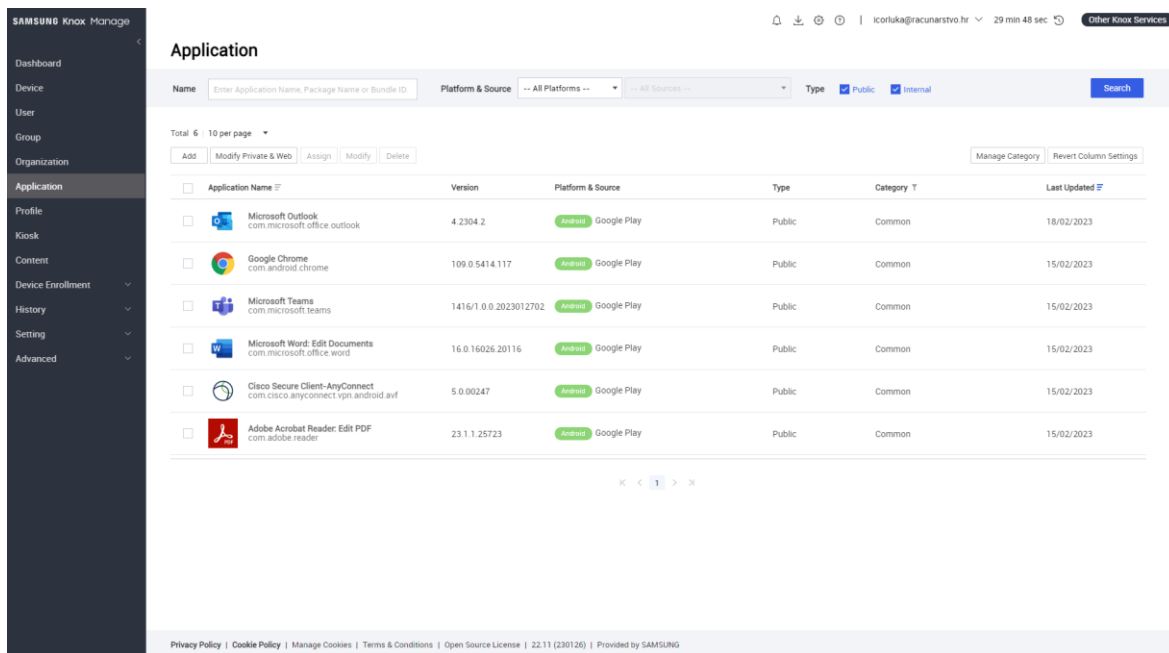 SAMSUNG Knox Manage
icorluka@racunarstvo.hr 29 min 48 sec Other Knox Services
Dashboard
Device
User
Group
Organization
Application
Profile
Kiosk
Content
Device Enrollment
History
Setting
Advanced
Application
Name Enter Application Name, Package Name or Bundle ID. Platform & Source -- All Platforms -- -- All Sources -- Type Public Internal Search
Total 6 10 per page
Add Modify Private & Web Assign Modify Delete Manage Category Revert Column Settings
Application Name Version Platform & Source Type Category Last Updated
Microsoft Outlook
com.microsoft.office.outlook 4.2304.2 Android Google Play Public Common 18/02/2023
Google Chrome
com.android.chrome 109.0.5414.117 Android Google Play Public Common 15/02/2023
Microsoft Teams
com.microsoft.teams 1416/1.0.0.2023012702 Android Google Play Public Common 15/02/2023
Microsoft Word: Edit Documents
com.microsoft.office.word 16.0.16026.20116 Android Google Play Public Common 15/02/2023
Cisco Secure Client-AnyConnect
com.cisco.anyconnect.vpn.android.avf 5.0.00247 Android Google Play Public Common 15/02/2023
Adobe Acrobat Reader: Edit PDF
com.adobe.reader 23.1.1.25723 Android Google Play Public Common 15/02/2023
1
Privacy Policy | Cookie Policy | Manage Cookies | Terms & Conditions | Open Source License | 22.11 (230126) | Provided by SAMSUNG